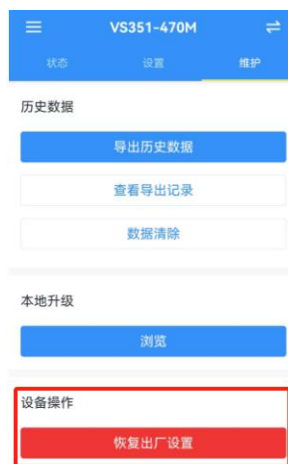 VS351-470M
状态 设置 维护
历史数据
导出历史数据
查看导出记录
数据清除
本地升级
浏览
设备操作
恢复出厂设置